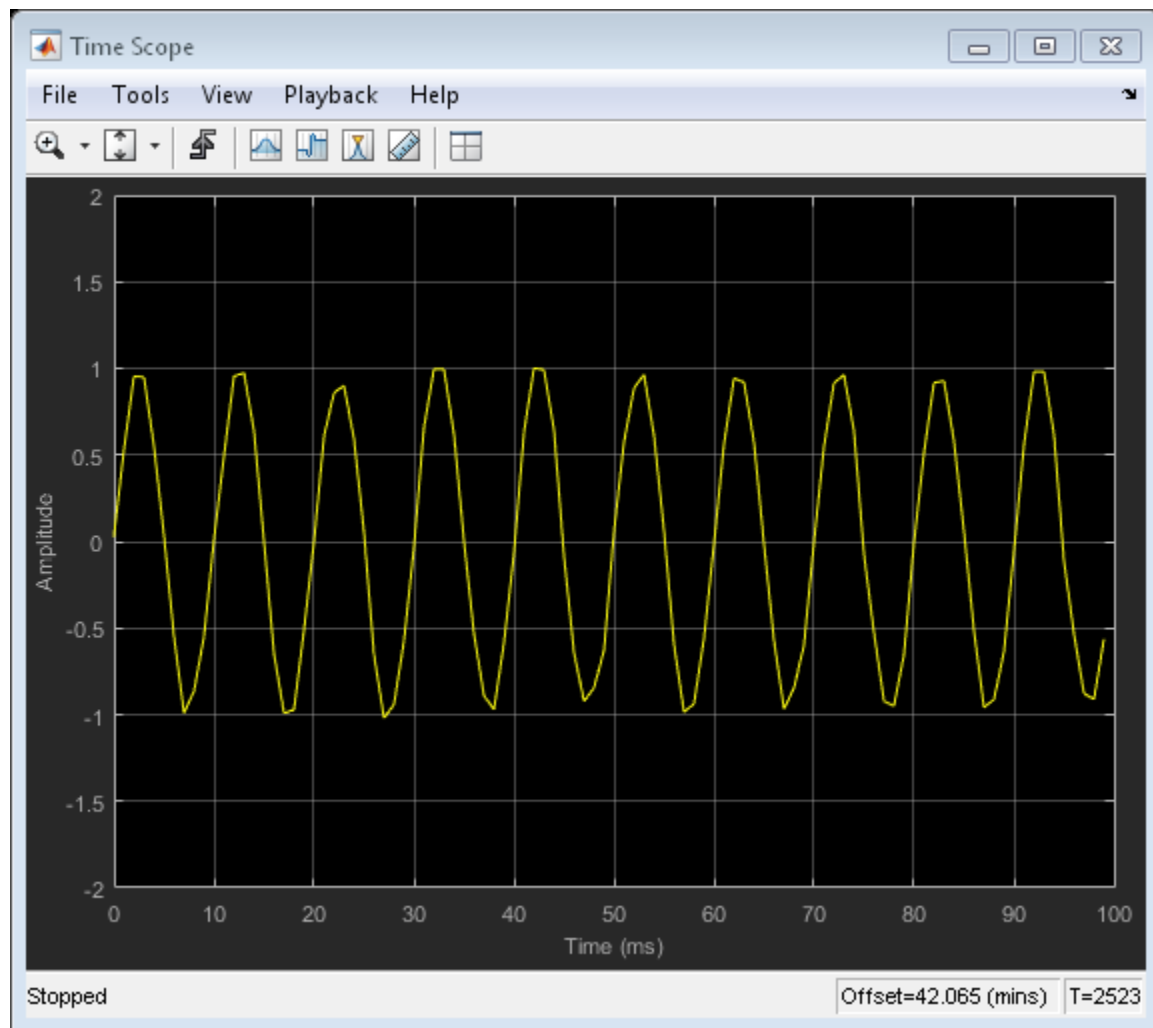 Time Scope
File Tools View Playback Help
2
1.5
1
0.5
0
-0.5
-1
-1.5
-2
Amplitude
0 10 20 30 40 50 60 70 80 90 100
Time (ms)
Stopped Offset=42.065 (mins) T=2523